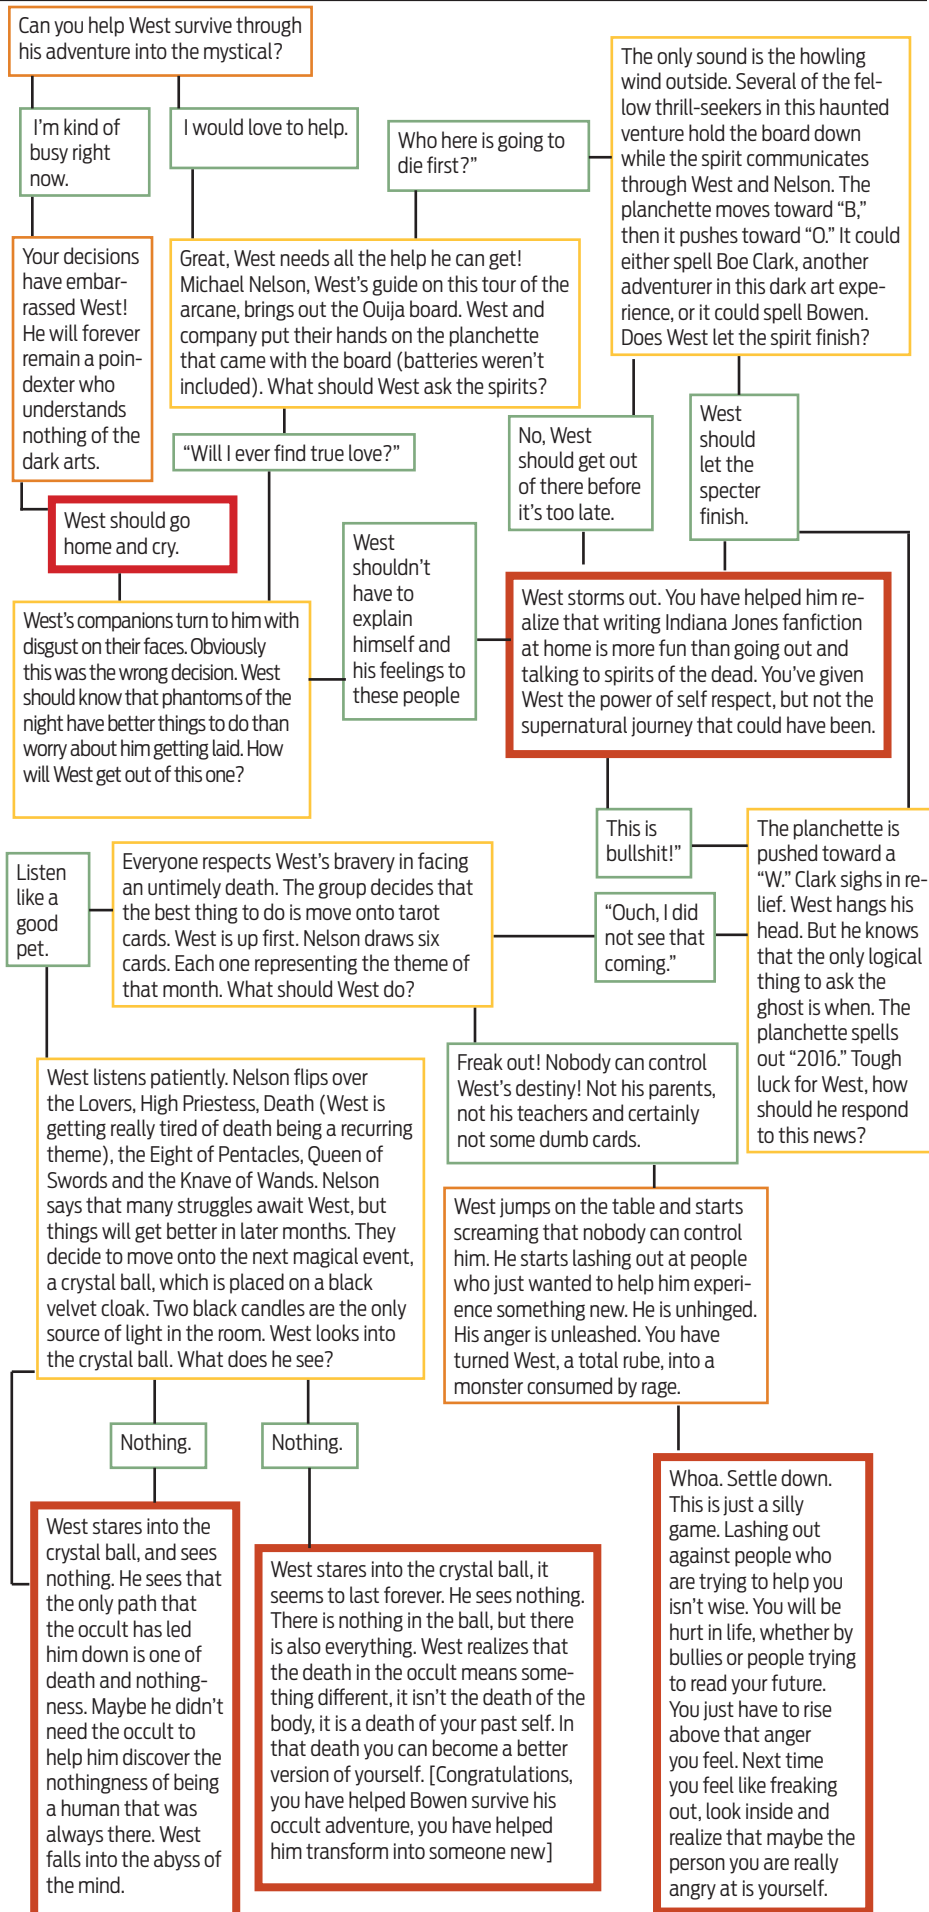 Can you help West survive through
his adventure into the mystical?
I'm kind of
busy right
now.
I would love to help.
Who here is going to
die first?”
The only sound is the howling
wind outside. Several of the fel-
low thrill-seekers in this haunted
venture hold the board down
while the spirit communicates
through West and Nelson. The
planchette moves toward “B,”
then it pushes toward “O.” It could
either spell Boe Clark, another
adventurer in this dark art expe-
rience, or it could spell Bowen.
Does West let the spirit finish?
Your decisions
have embar-
rassed West!
He will forever
remain a poin-
dexter who
understands
nothing of the
dark arts.
Great, West needs all the help he can get!
Michael Nelson, West's guide on this tour of the
arcane, brings out the Ouija board. West and
company put their hands on the planchette
that came with the board (batteries weren't
included). What should West ask the spirits?
“Will I ever find true love?”
No, West
should get out
of there before
it's too late.
West
should
let the
specter
finish.
West should go
home and cry.
West
shouldn't
have to
explain
himself and
his feelings to
these people
West storms out. You have helped him re-
alize that writing Indiana Jones fanfiction
at home is more fun than going out and
talking to spirits of the dead. You've given
West the power of self respect, but not the
supernatural journey that could have been.
West's companions turn to him with
disgust on their faces. Obviously
this was the wrong decision. West
should know that phantoms of the
night have better things to do than
worry about him getting laid. How
will West get out of this one?
This is
bullshit!”
The planchette is
pushed toward a
“W.” Clark sighs in re-
lief. West hangs his
head. But he knows
that the only logical
thing to ask the
ghost is when. The
planchette spells
out “2016.” Tough
luck for West, how
should he respond
to this news?
Listen
like a
good
pet.
Everyone respects West's bravery in facing
an untimely death. The group decides that
the best thing to do is move onto tarot
cards. West is up first. Nelson draws six
cards. Each one representing the theme of
that month. What should West do?
“Ouch, I did
not see that
coming.”
Freak out! Nobody can control
West's destiny! Not his parents,
not his teachers and certainly
not some dumb cards.
West listens patiently. Nelson flips over
the Lovers, High Priestess, Death (West is
getting really tired of death being a recurring
theme), the Eight of Pentacles, Queen of
Swords and the Knave of Wands. Nelson
says that many struggles await West, but
things will get better in later months. They
decide to move onto the next magical event,
a crystal ball, which is placed on a black
velvet cloak. Two black candles are the only
source of light in the room. West looks into
the crystal ball. What does he see?
West jumps on the table and starts
screaming that nobody can control
him. He starts lashing out at people
who just wanted to help him experi-
ence something new. He is unhinged.
His anger is unleashed. You have
turned West, a total rube, into a
monster consumed by rage.
Nothing.
Nothing.
West stares into the
crystal ball, and sees
nothing. He sees that
the only path that
the occult has led
him down is one of
death and nothing-
ness. Maybe he didn't
need the occult to
help him discover the
nothingness of being
a human that was
always there. West
falls into the abyss of
the mind.
West stares into the crystal ball, it
seems to last forever. He sees nothing.
There is nothing in the ball, but there
is also everything. West realizes that
the death in the occult means some-
thing different, it isn't the death of the
body, it is a death of your past self. In
that death you can become a better
version of yourself. [Congratulations,
you have helped Bowen survive his
occult adventure, you have helped
him transform into someone new]
Whoa. Settle down.
This is just a silly
game. Lashing out
against people who
are trying to help you
isn't wise. You will be
hurt in life, whether by
bullies or people trying
to read your future.
You just have to rise
above that anger
you feel. Next time
you feel like freaking
out, look inside and
realize that maybe the
person you are really
angry at is yourself.